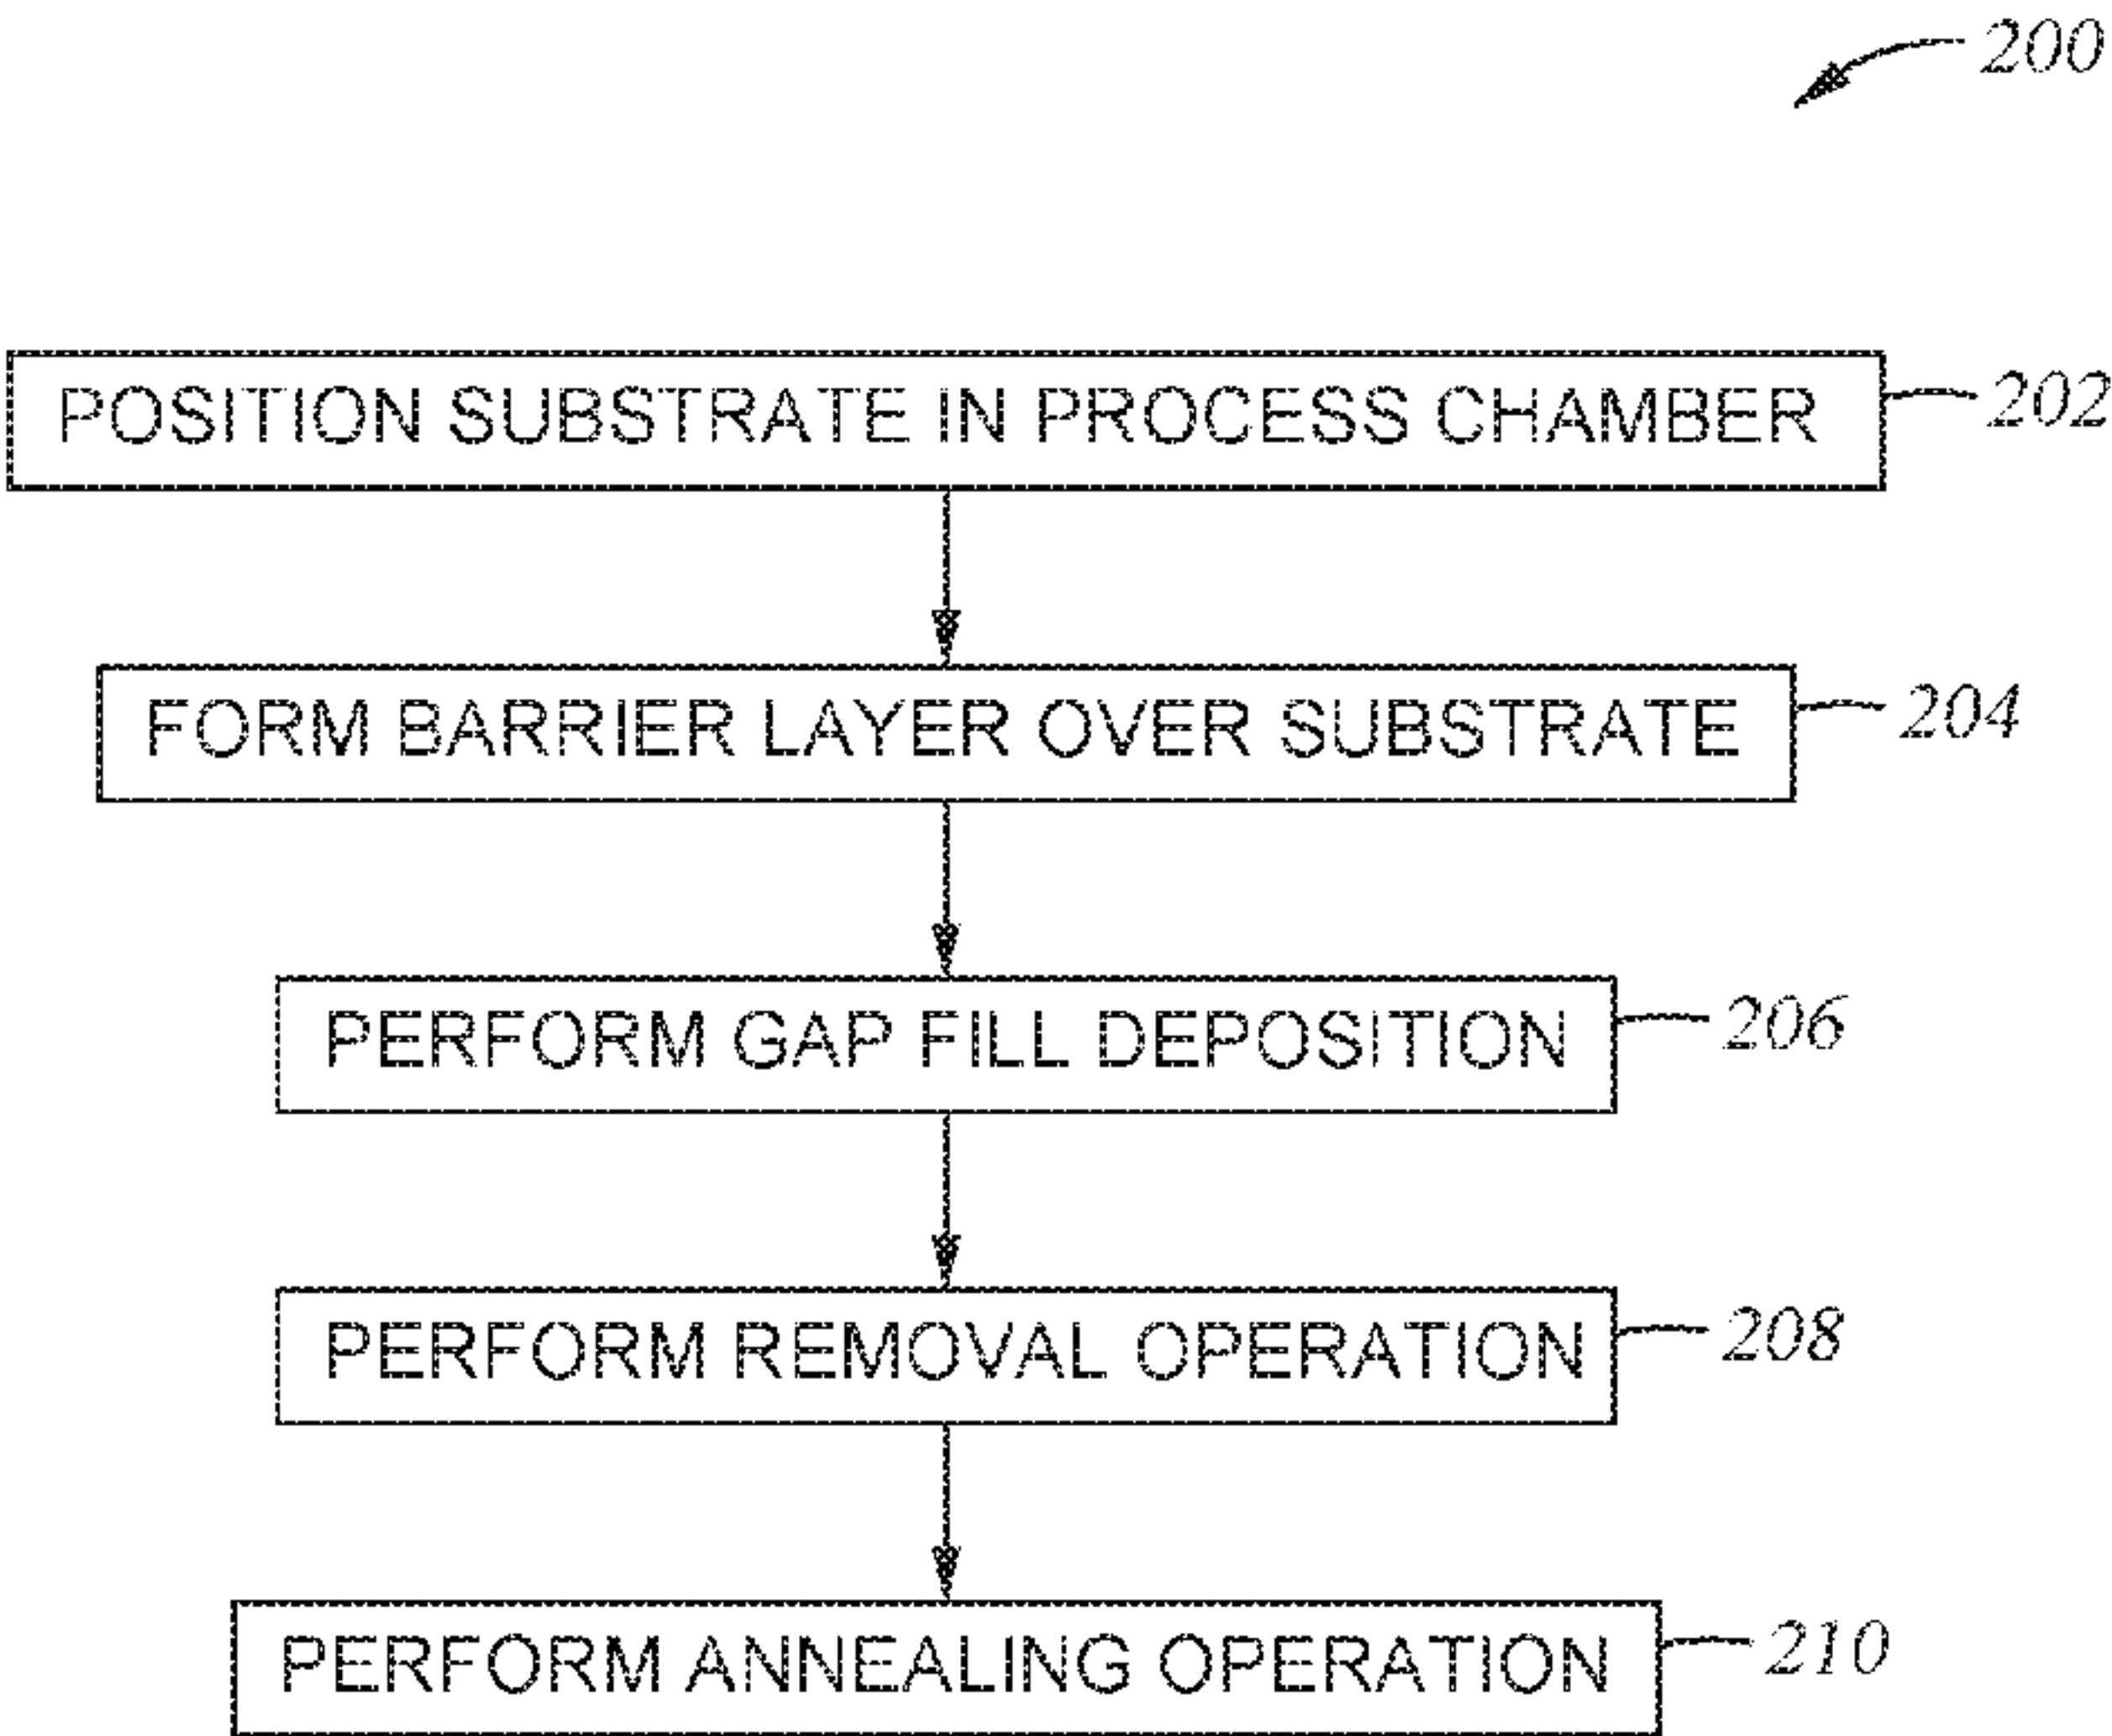 200
POSITION SUBSTRATE IN PROCESS CHAMBER 202
FORM BARRIER LAYER OVER SUBSTRATE 204
PERFORM GAP FILL DEPOSITION 206
PERFORM REMOVAL OPERATION 208
PERFORM ANNEALING OPERATION 210